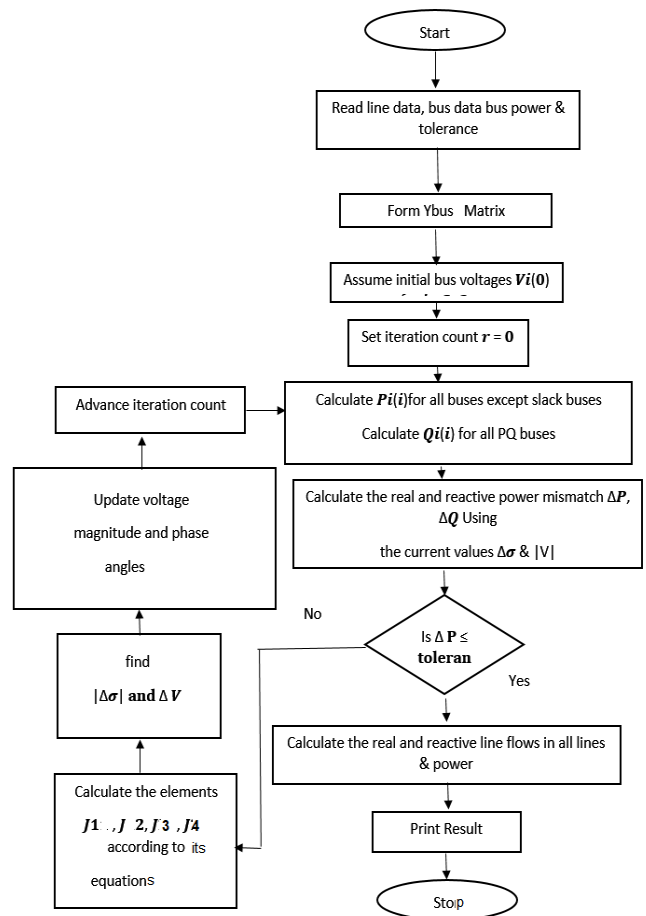 Start
Read line data, bus data bus power &
tolerance
Form Ybus Matrix
Assume initial bus voltages Vi(0)
Set iteration count r = 0
Advance iteration count
Calculate Pi(i)for all buses except slack buses
Calculate Qi(i) for all PQ buses
Update voltage
magnitude and phase
angles
Calculate the real and reactive power mismatch ΔP,
ΔQ Using
the current values Δσ & |V|
No
Is Δ P ≤
toleran
Yes
find
|Δσ| and Δ V
Calculate the real and reactive line flows in all lines
& power
Calculate the elements
J1 . , J 2, J 3 , J4
according to its
equations
Print Result
Stop